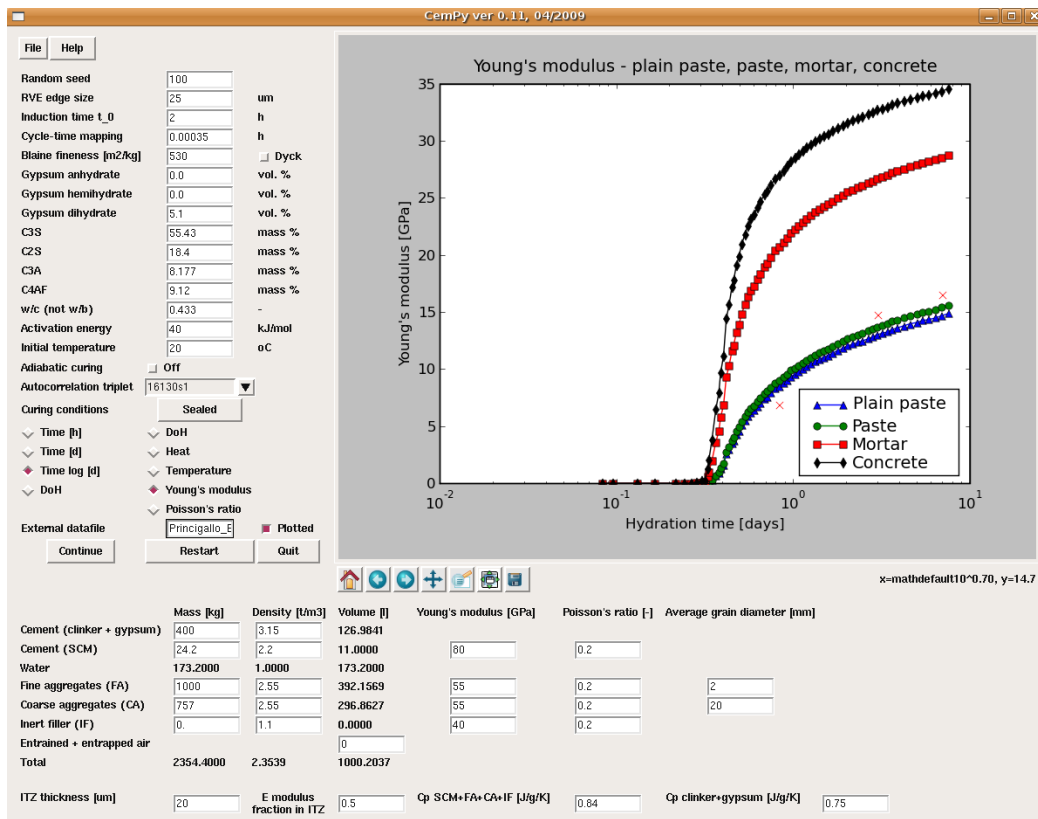 CemPy ver 0.11, 04/2009
File Help
Random seed 100
RVE edge size 25 um
Induction time t_0 2 h
Cycle-time mapping 0.00035 h
Blaine fineness [m2/kg] 530 Dyck
Gypsum anhydrate 0.0 vol. %
Gypsum hemihydrate 0.0 vol. %
Gypsum dihydrate 5.1 vol. %
C3S 55.43 mass %
C2S 18.4 mass %
C3A 8.177 mass %
C4AF 9.12 mass %
w/c (not w/b) 0.433 -
Activation energy 40 kJ/mol
Initial temperature 20 oC
Adiabatic curing Off
Autocorrelation triplet 16130s1
Curing conditions Sealed
Time [h] DoH
Time [d] Heat
Time log [d] Temperature
DoH Young's modulus
Poisson's ratio
External datafile Principallo_E Plotted
Continue Restart Quit
Young's modulus - plain paste, paste, mortar, concrete
Young's modulus [GPa]
35
30
25
20
15
10
5
0
10^-2 10^-1 10^0 10^1
Hydration time [days]
Plain paste
Paste
Mortar
Concrete
x=mathdefault10^0.70, y=14.7
Mass [kg] Density [t/m3] Volume [l] Young's modulus [GPa] Poisson's ratio [-] Average grain diameter [mm]
Cement (clinker + gypsum) 400 3.15 126.9841
Cement (SCM) 24.2 2.2 11.0000 80 0.2
Water 173.2000 1.0000 173.2000
Fine aggregates (FA) 1000 2.55 392.1569 55 0.2 2
Coarse aggregates (CA) 757 2.55 296.8627 55 0.2 20
Inert filler (IF) 0. 1.1 0.0000 40 0.2
Entrained + entrapped air 0
Total 2354.4000 2.3539 1000.2037
ITZ thickness [um] 20 E modulus fraction in ITZ 0.5 Cp SCM+FA+CA+IF [J/g/K] 0.84 Cp clinker+gypsum [J/g/K] 0.75